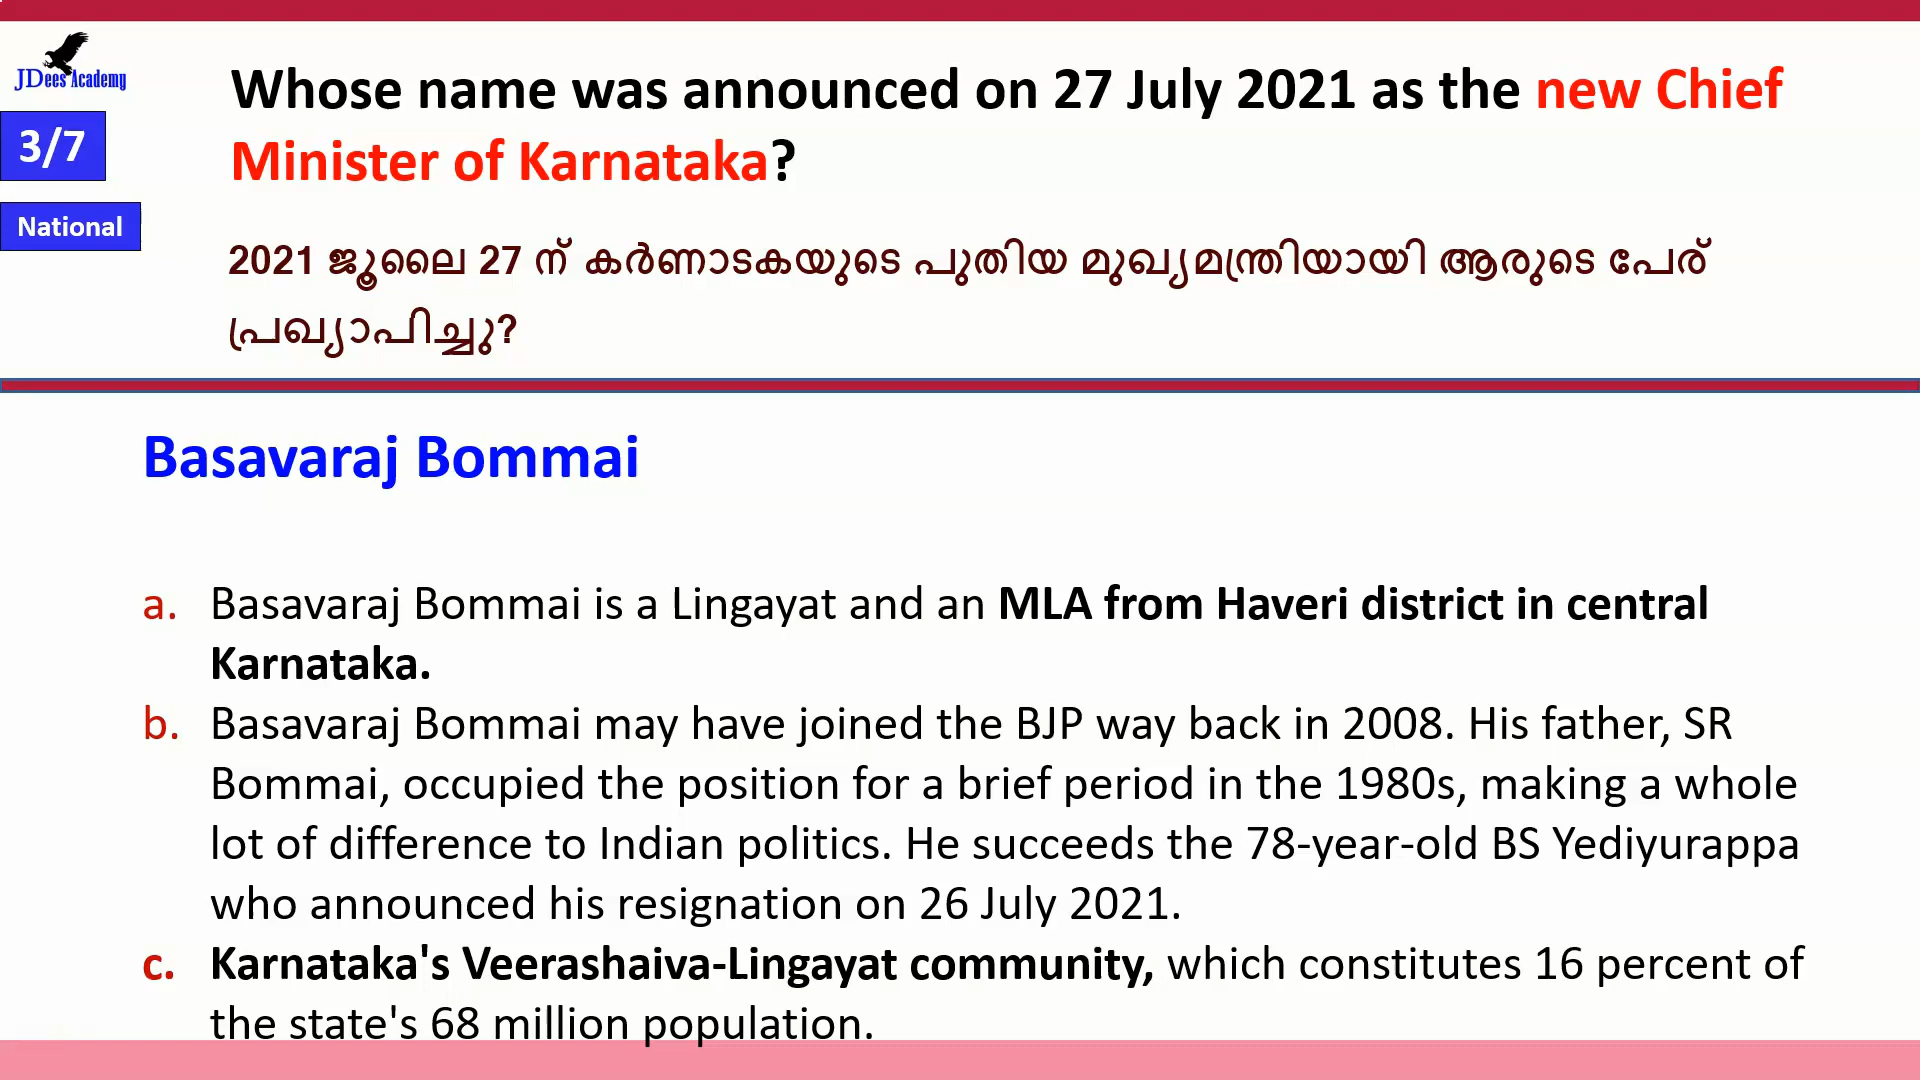 JDees Academy
3/7
National
Whose name was announced on 27 July 2021 as the new Chief
Minister of Karnataka?
2021 ജൂലൈ 27 ന് കർണാടകയുടെ പുതിയ മുഖ്യമന്ത്രിയായി ആരുടെ പേര്
പ്രഖ്യാപിച്ചു?
Basavaraj Bommai
a. Basavaraj Bommai is a Lingayat and an MLA from Haveri district in central
Karnataka.
b. Basavaraj Bommai may have joined the BJP way back in 2008. His father, SR
Bommai, occupied the position for a brief period in the 1980s, making a whole
lot of difference to Indian politics. He succeeds the 78-year-old BS Yediyurappa
who announced his resignation on 26 July 2021.
c. Karnataka's Veerashaiva-Lingayat community, which constitutes 16 percent of
the state's 68 million population.